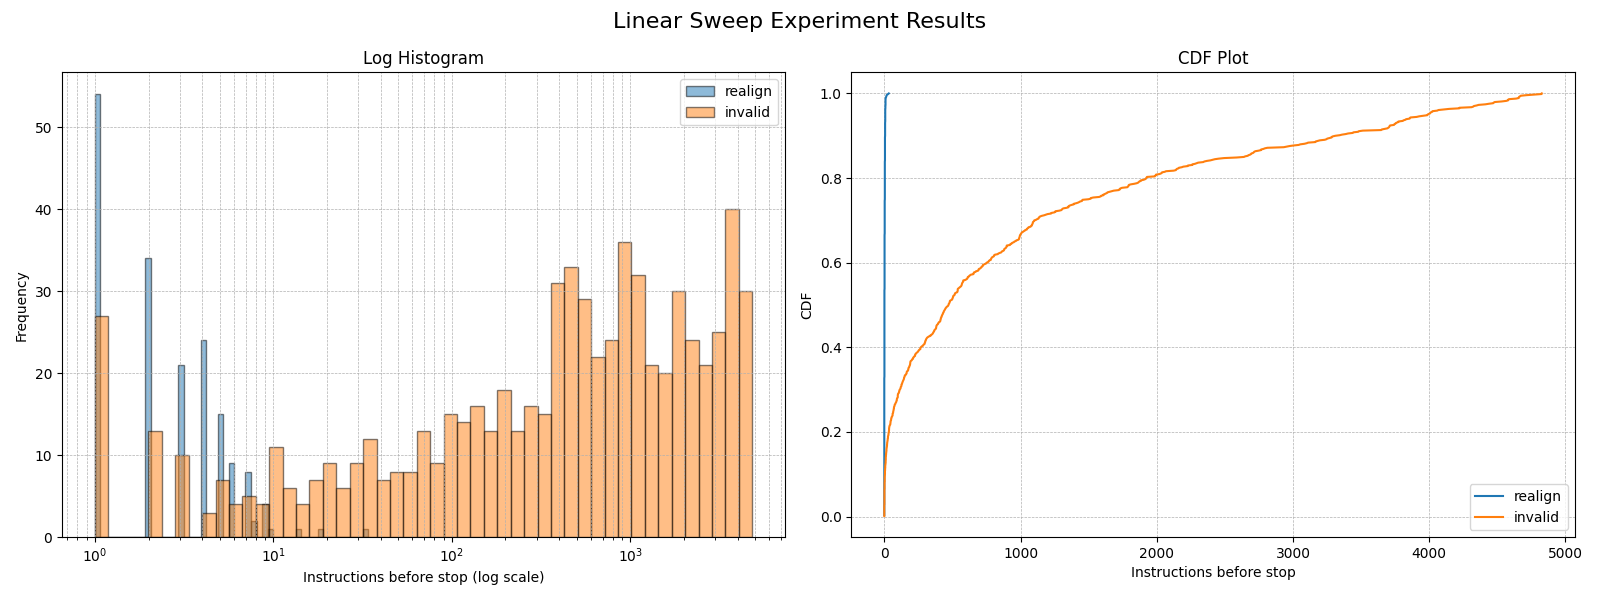 Linear Sweep Experiment Results
Log Histogram
realign
invalid
Frequency
50
40
30
20
10
0
10⁰
10¹
10²
10³
Instructions before stop (log scale)
CDF Plot
CDF
1.0
0.8
0.6
0.4
0.2
0.0
realign
invalid
0
1000
2000
3000
4000
5000
Instructions before stop